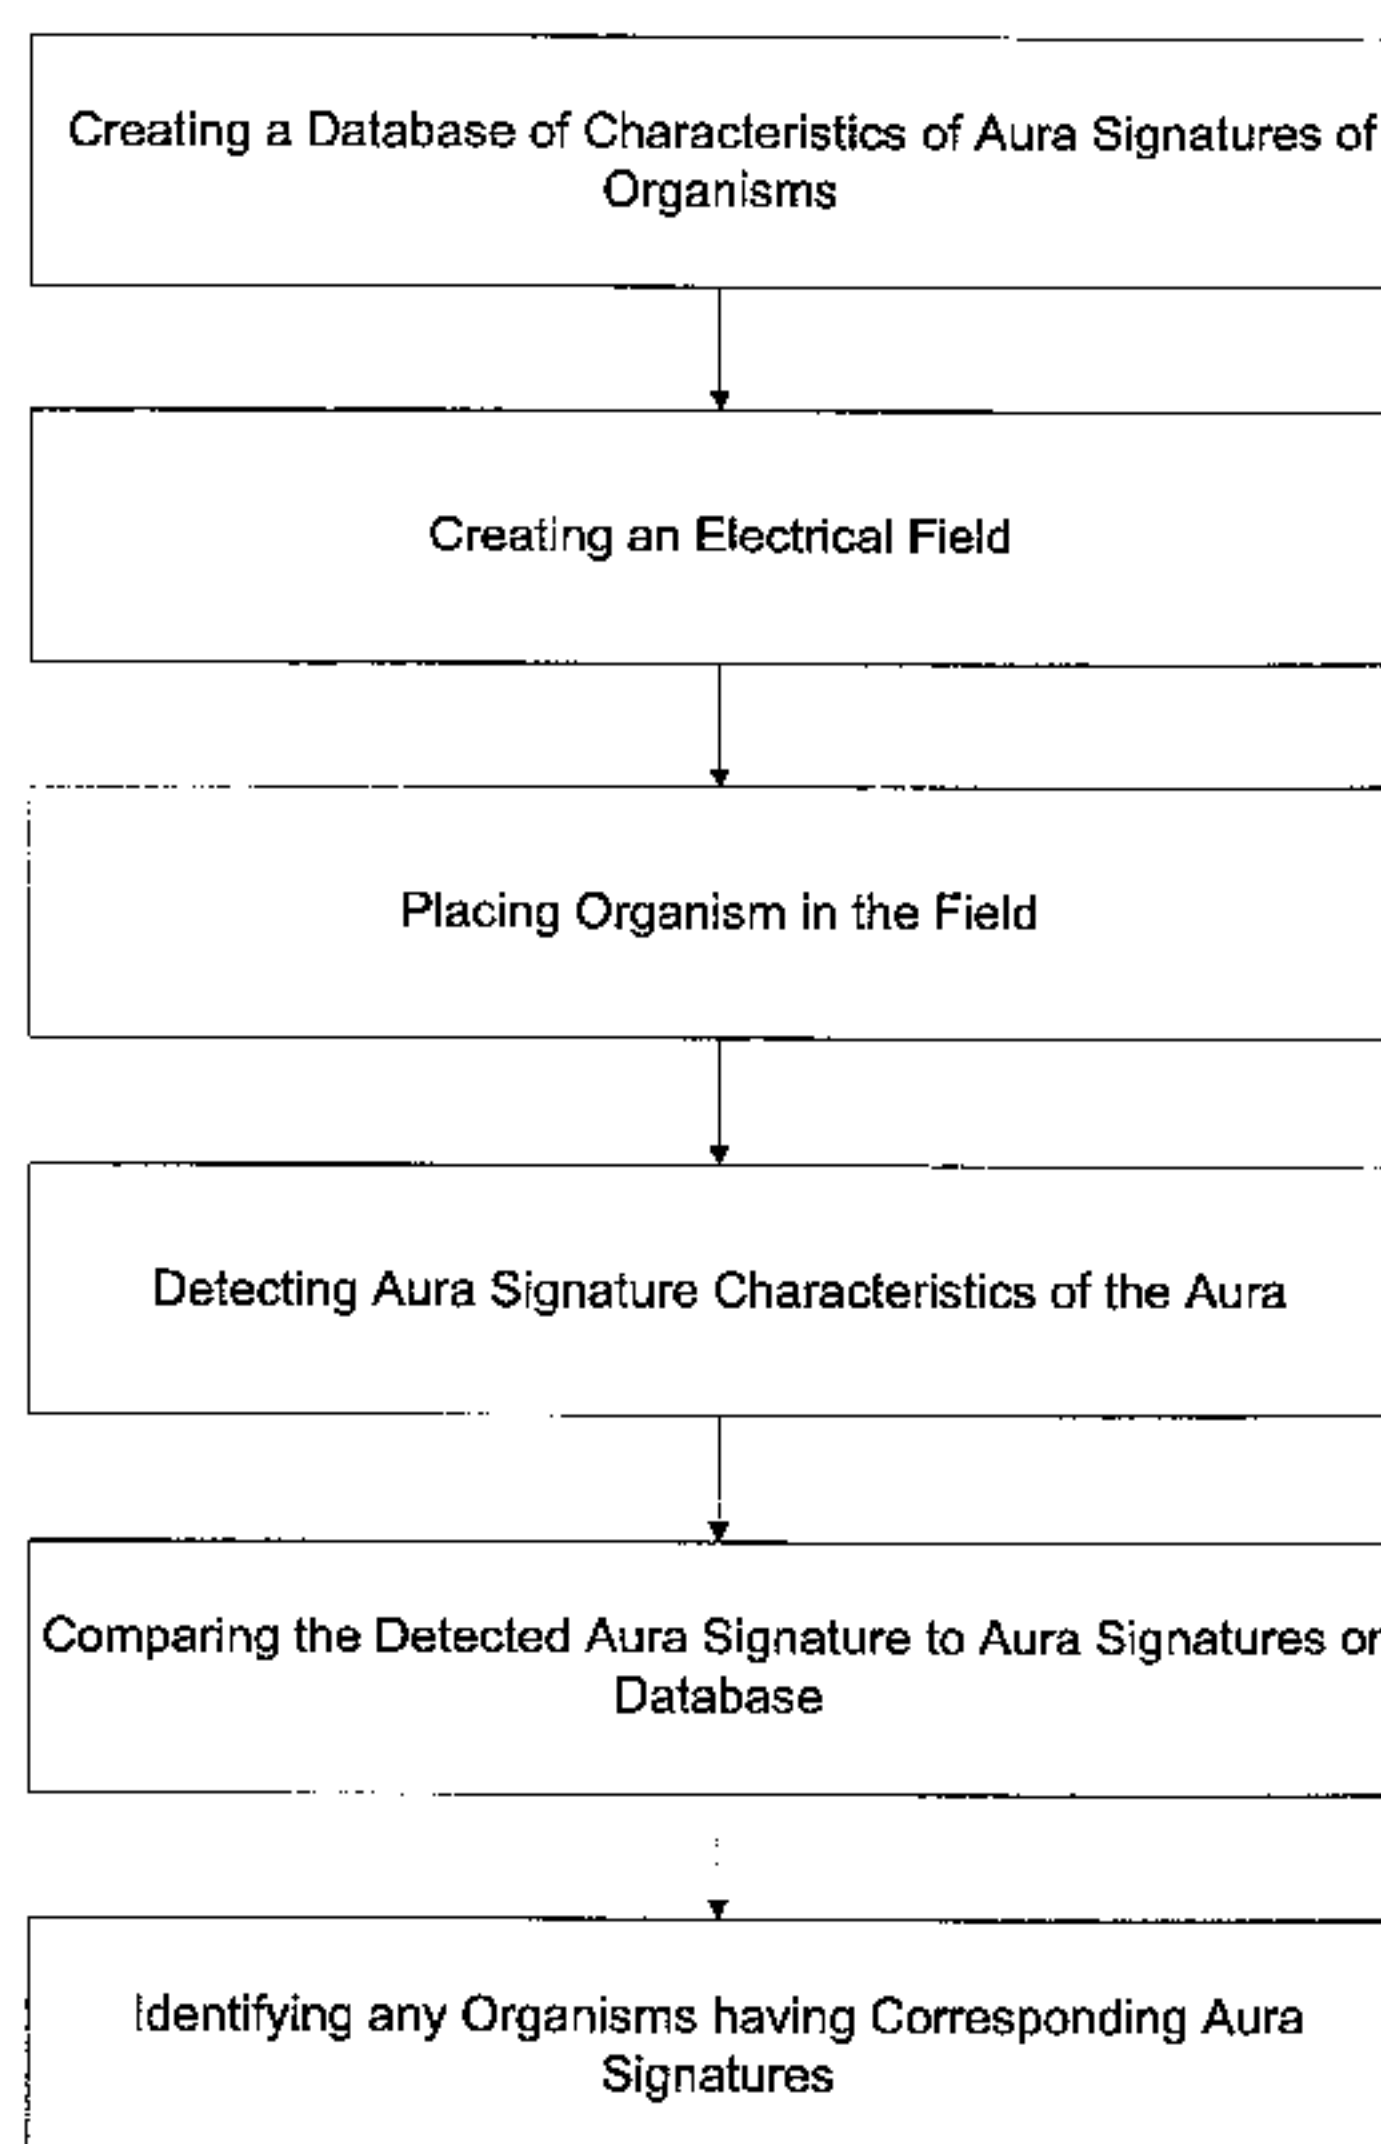 Creating a Database of Characteristics of Aura Signatures of
Organisms
Creating an Electrical Field
Placing Organism in the Field
Detecting Aura Signature Characteristics of the Aura
Comparing the Detected Aura Signature to Aura Signatures
Database
Identifying any Organisms having Corresponding Aura
Signatures